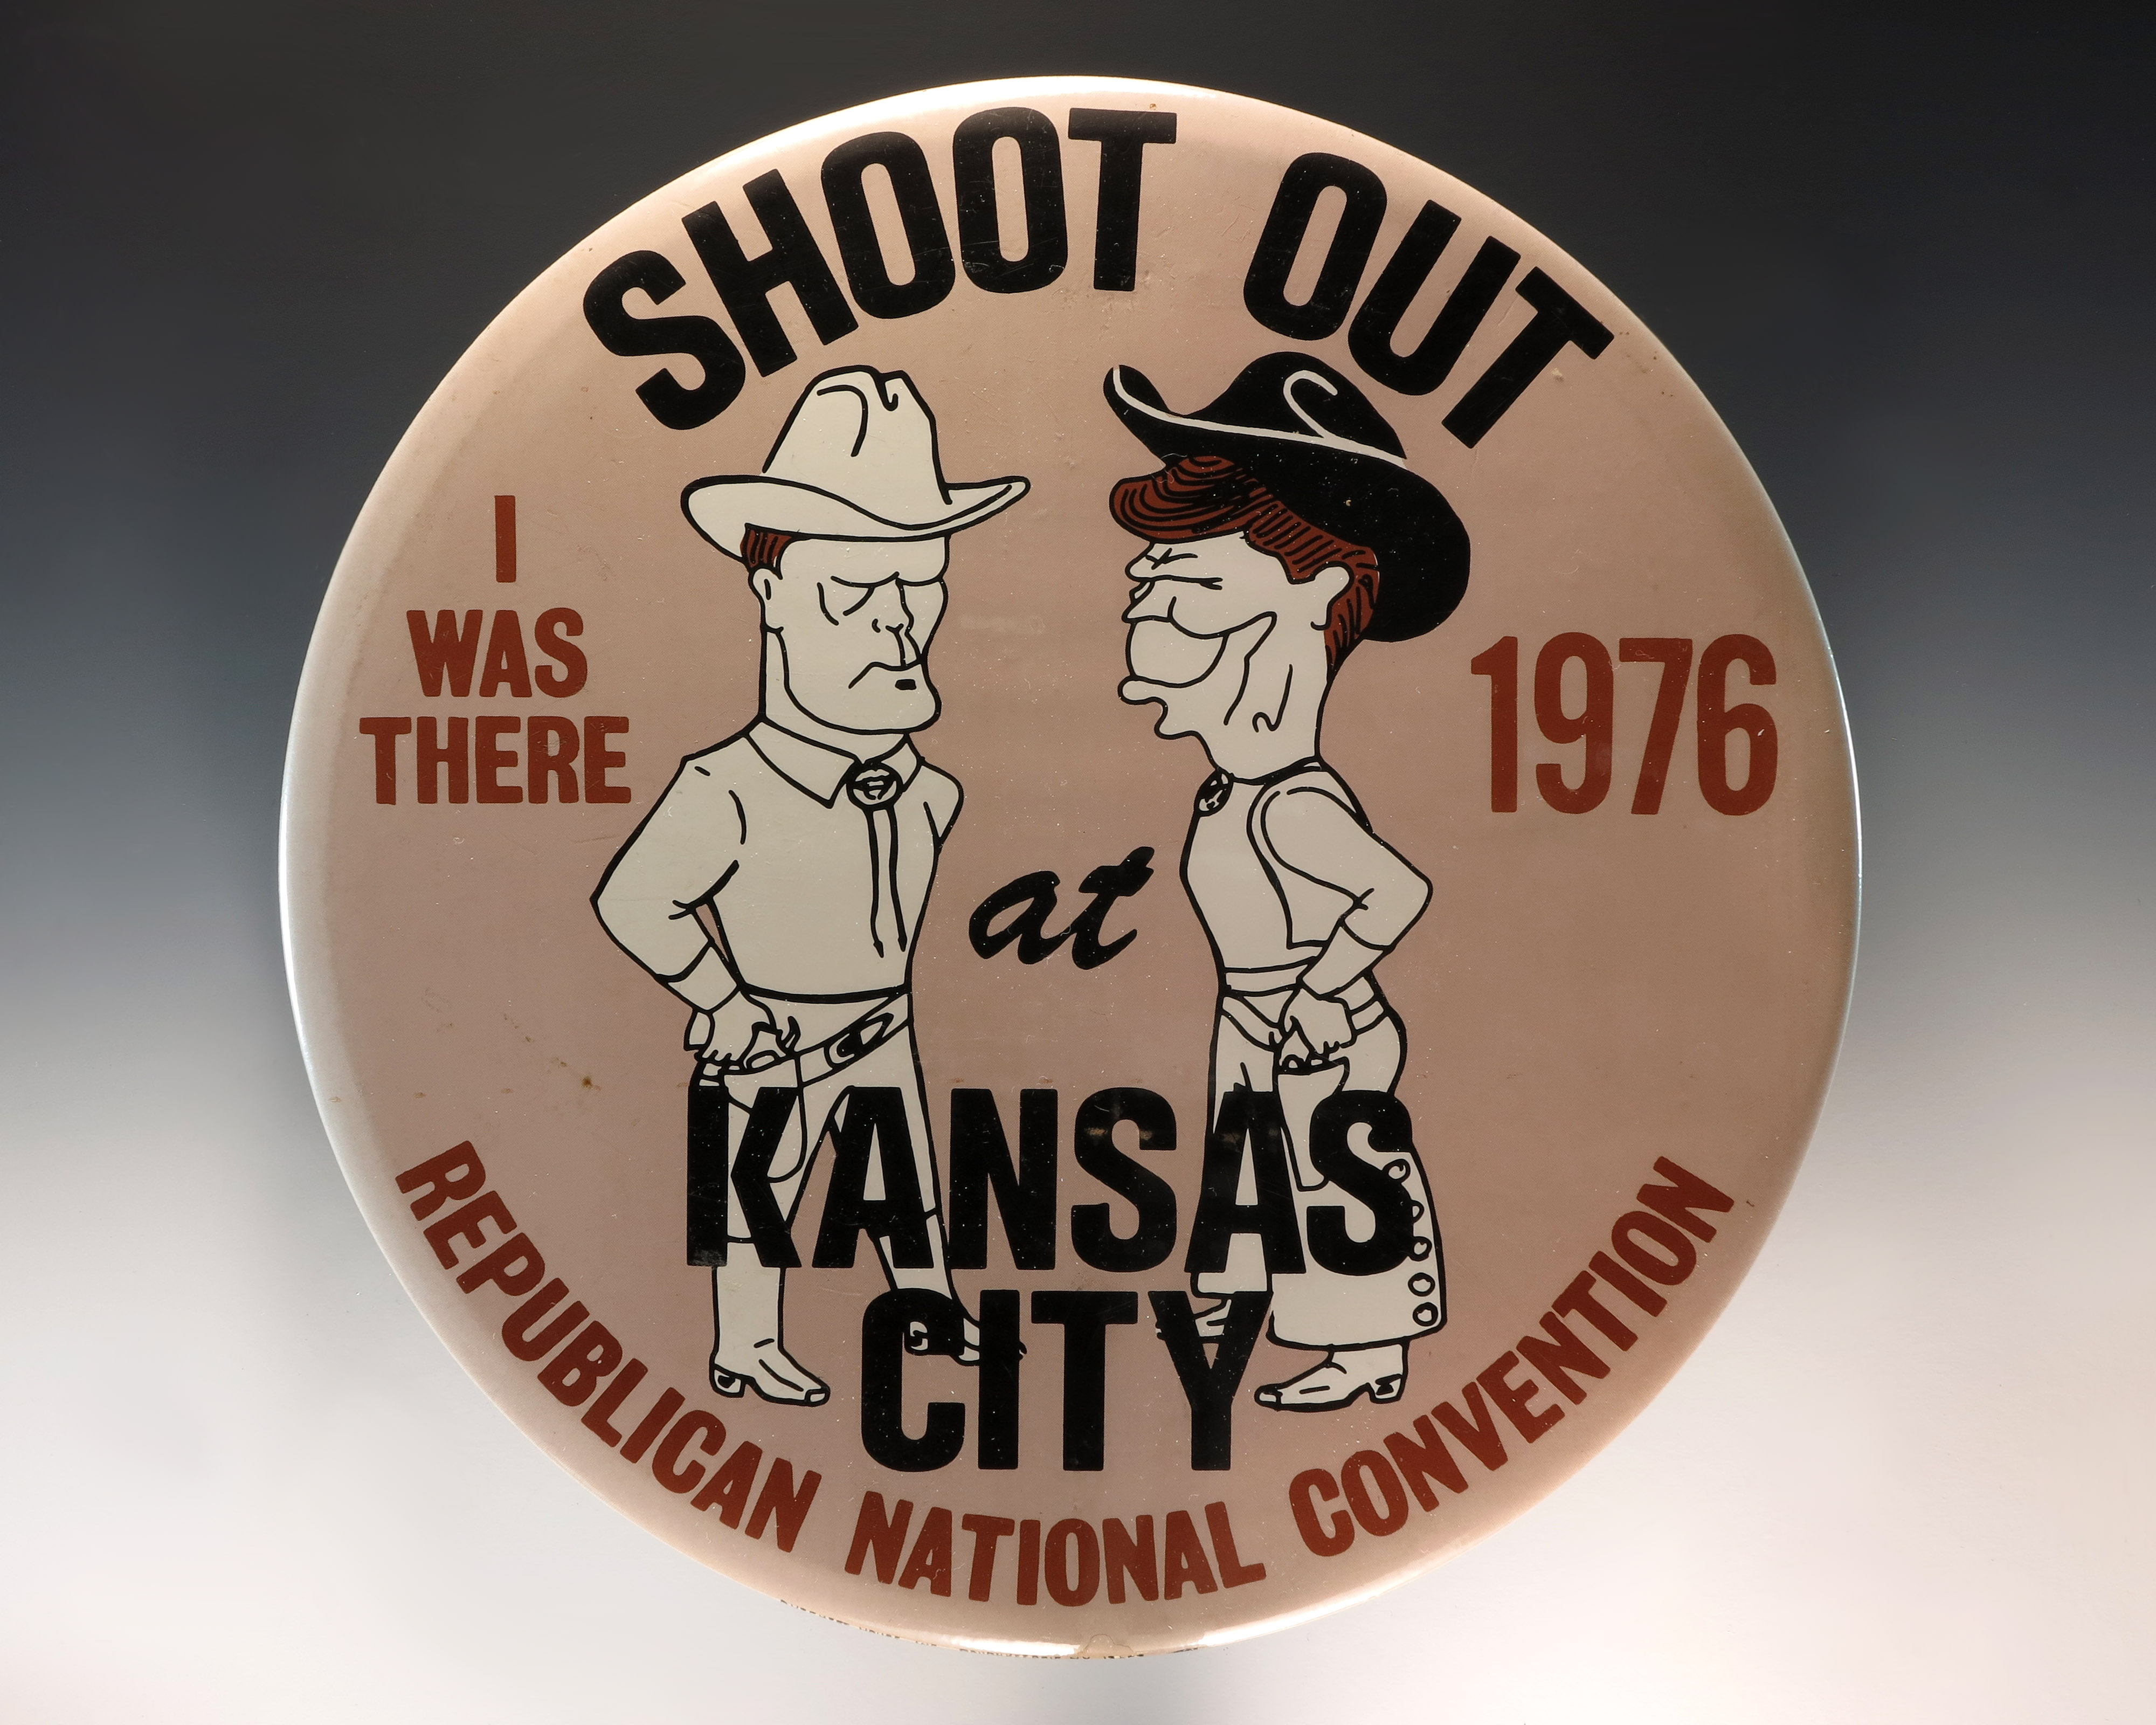 SHOOT OUT
I
WAS
THERE
1976
at
KANSAS
CITY
REPUBLICAN NATIONAL CONVENTION